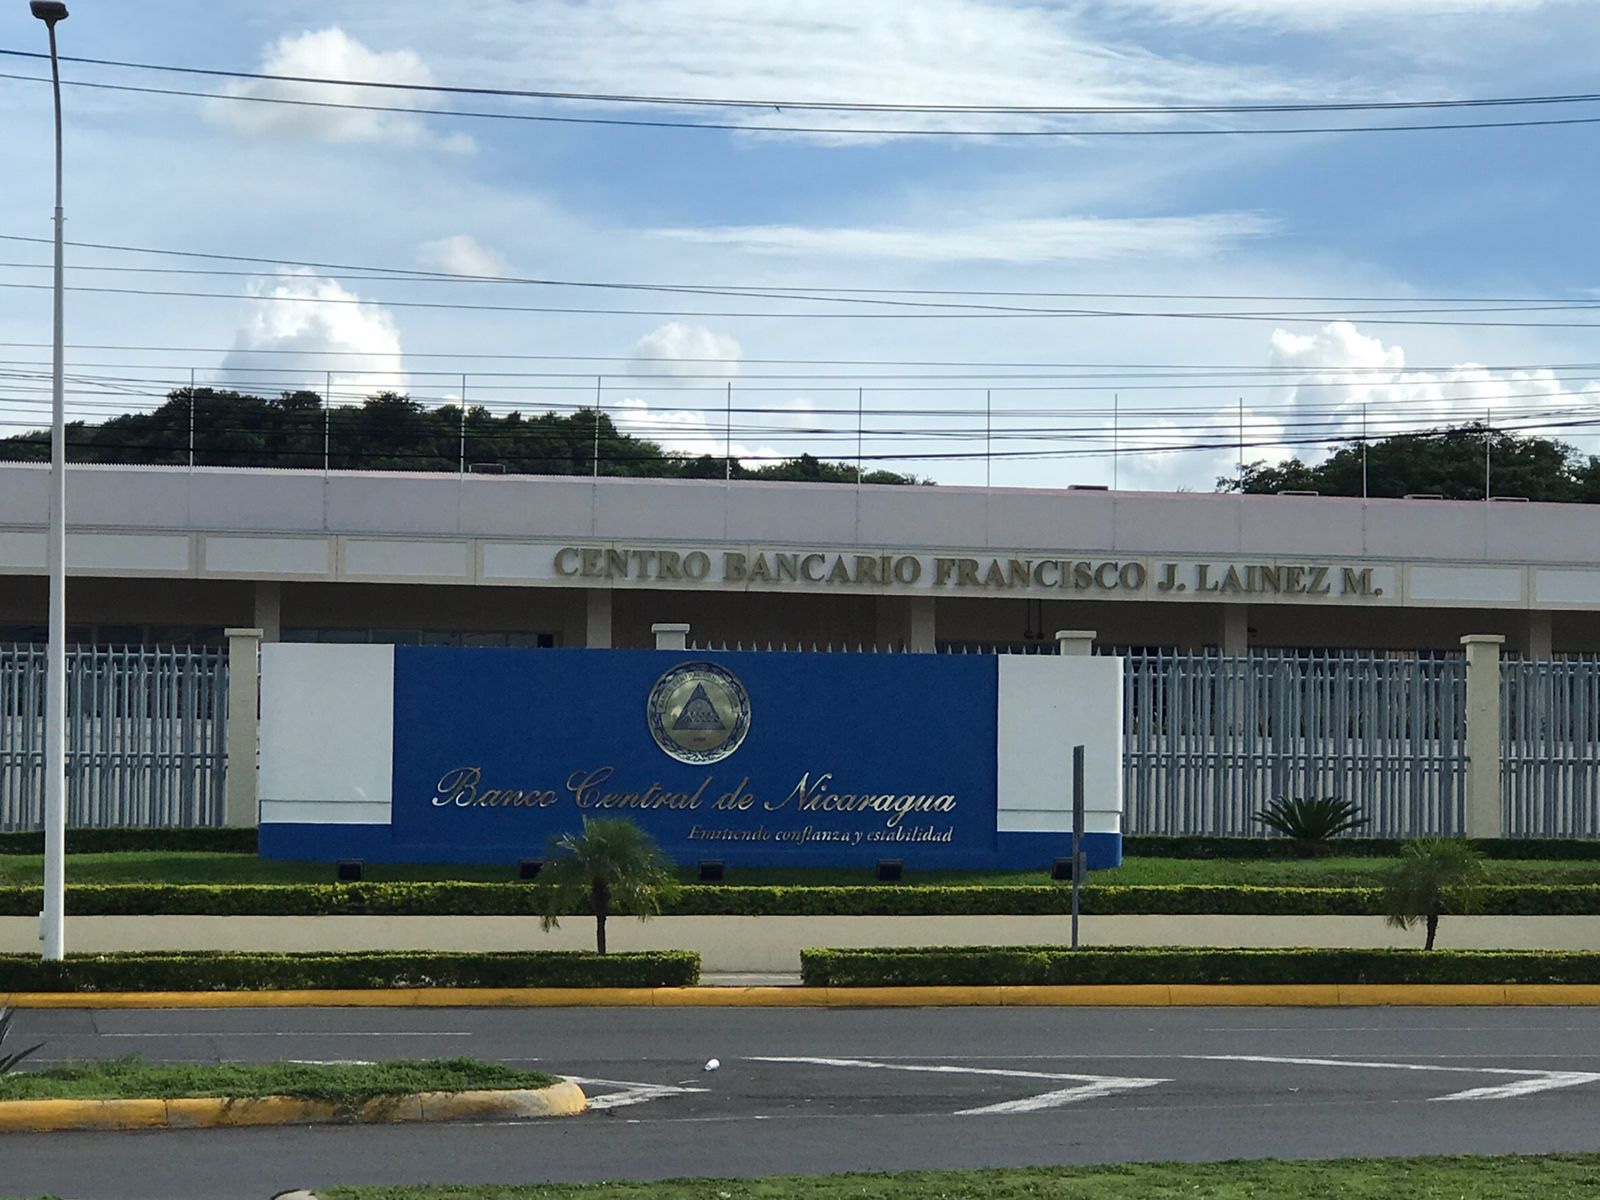 CENTRO BANCARIO FRANCISCO J. LAINEZ M.
Banco Central de Nicaragua
Emitiendo confianza y estabilidad